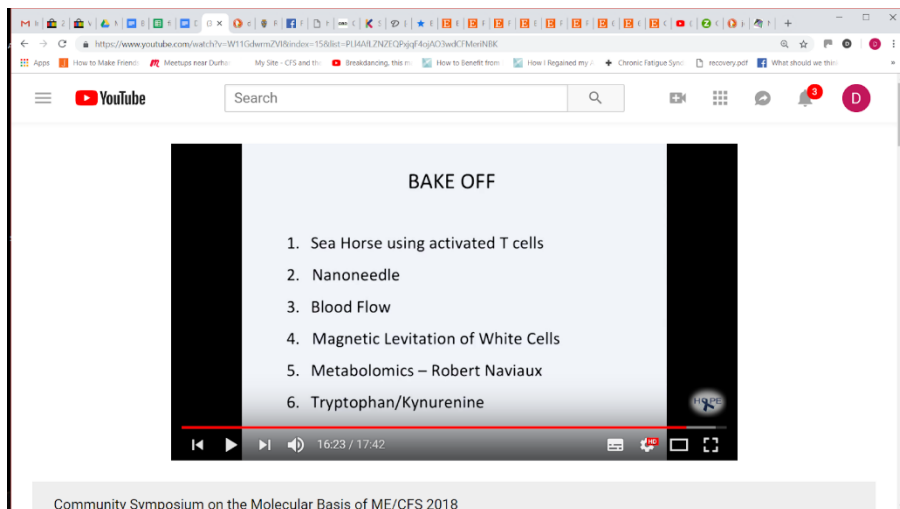 https://www.youtube.com/watch?v=W11GdwrmZVI&index=15&list=PLl4AfLZNZEQPxjqF4ojAO3wdCFMeriNBK
Apps How to Make Friends Meetups near Durham My Site - CFS and the Breakdancing. this m How to Benefit from How I Regained my Chronic Fatigue Synd recovery.pdf What should we thin
YouTube
Search
3
D
BAKE OFF
1. Sea Horse using activated T cells
2. Nanoneedle
3. Blood Flow
4. Magnetic Levitation of White Cells
5. Metabolomics – Robert Naviaux
6. Tryptophan/Kynurenine
HOPE
16:23 / 17:42
HD
Community Symposium on the Molecular Basis of ME/CFS 2018